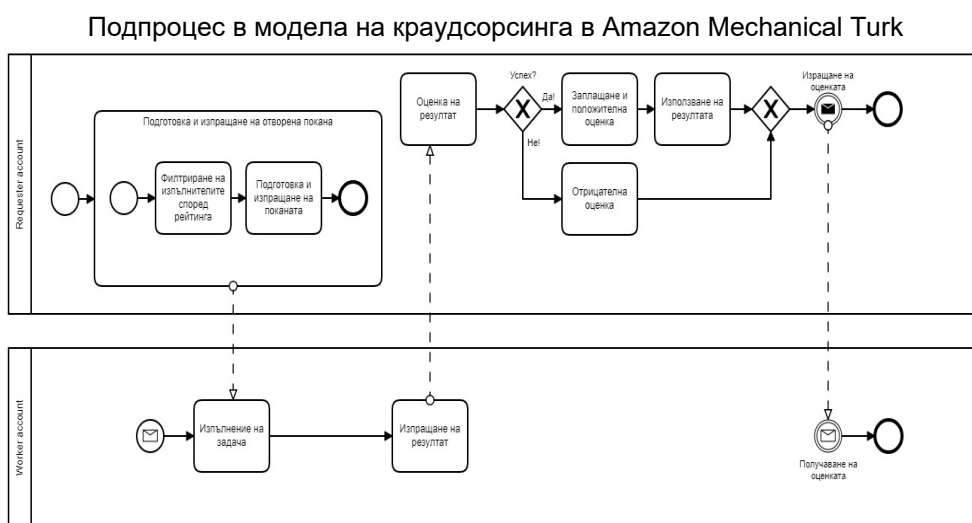 Подпроцес в модела на краудсорсинга в Amazon Mechanical Turk
Requester account
Подготовка и изпращане на отворена покана
Филтриране на
изпълнителите
според
рейтинга
Подготовка и
изпращане на
поканата
Оценка на
резултат
Успех?
Да!
Не!
Заплащане и
положителна
оценка
Използване на
резултата
Отрицателна
оценка
Изращане на
оценката
Worker account
Изпълнение на
задача
Изпращане на
резултат
Получаване на
оценката